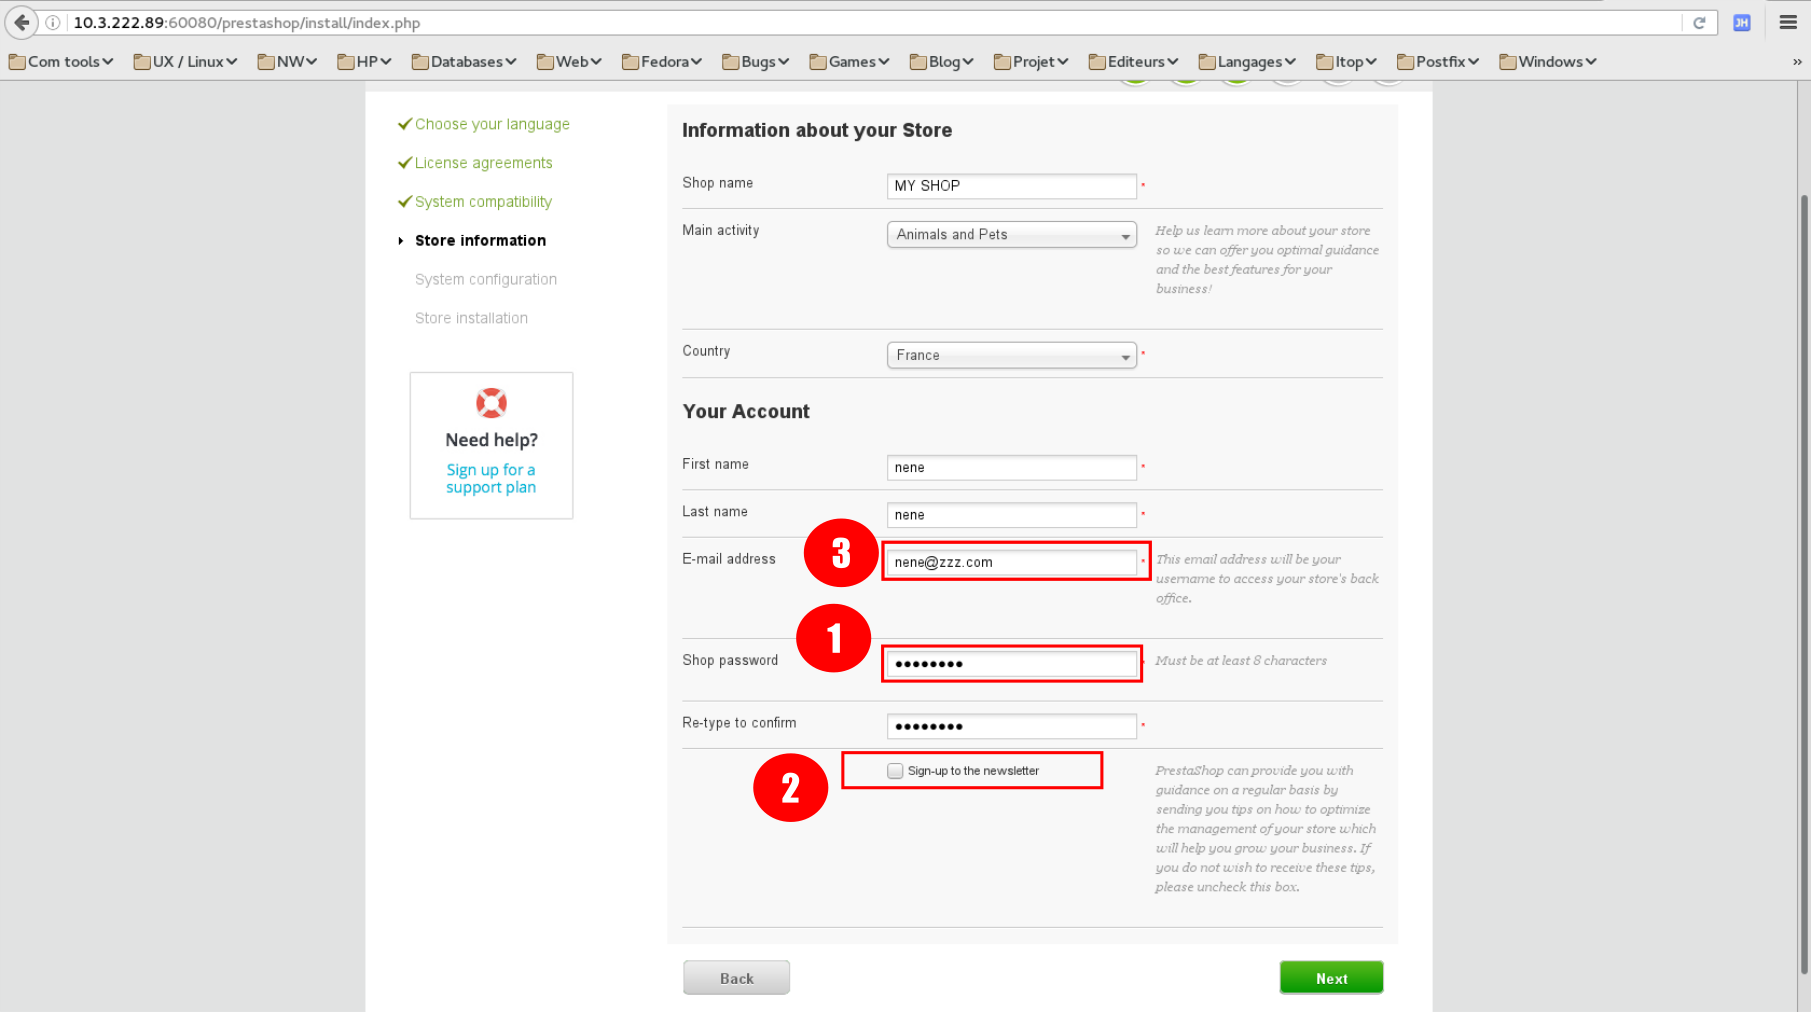 10.3.222.89:60080/prestashop/install/index.php
JH
Com tools UX / Linux NW HP Databases Web Fedora Bugs Games Blog Projet Editeurs Langages Itop Postfix Windows »
Choose your language
License agreements
System compatibility
Store information
System configuration
Store installation
Need help?
Sign up for a
support plan
Information about your Store
Shop name MY SHOP *
Main activity Animals and Pets
Help us learn more about your store
so we can offer you optimal guidance
and the best features for your
business!
Country France *
Your Account
First name nene *
Last name nene *
E-mail address 3 nene@zzz.com *
This email address will be your
username to access your store's back
office.
1
Shop password ●●●●●●●● Must be at least 8 characters
Re-type to confirm ●●●●●●●● *
2
Sign-up to the newsletter
PrestaShop can provide you with
guidance on a regular basis by
sending you tips on how to optimize
the management of your store which
will help you grow your business. If
you do not wish to receive these tips,
please uncheck this box.
Back
Next